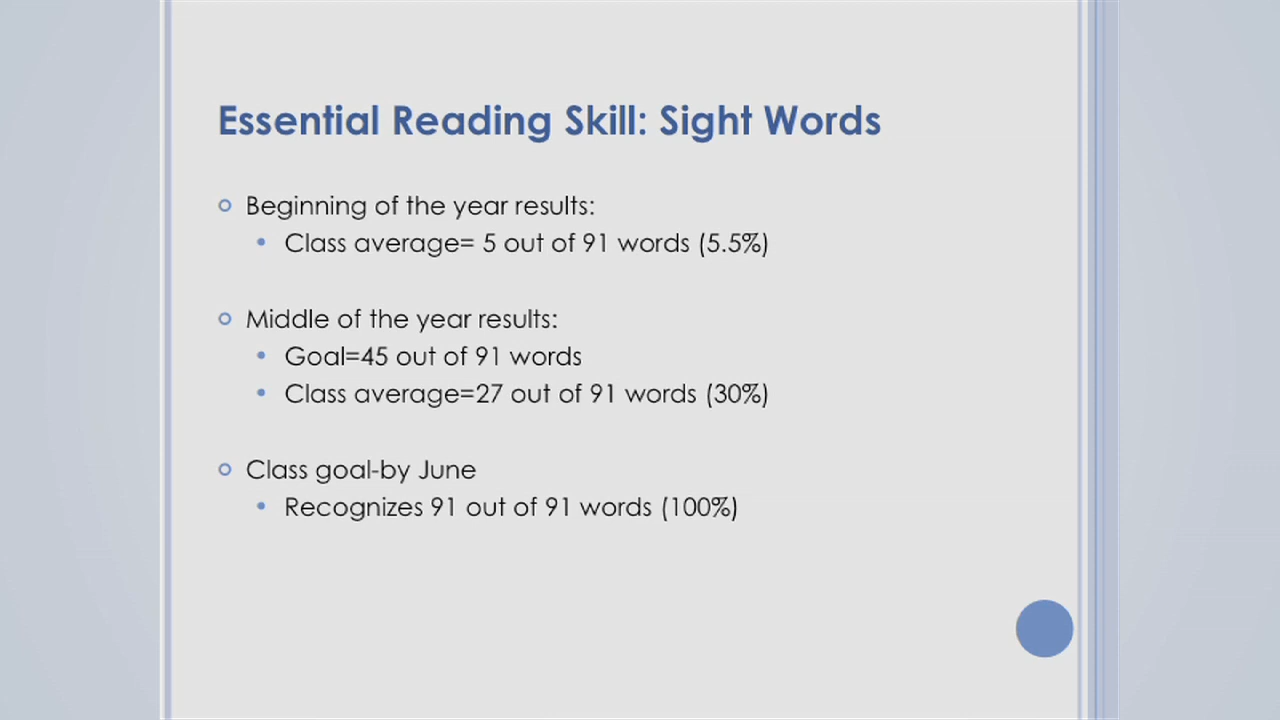 Essential Reading Skill: Sight Words
Beginning of the year results:
Class average= 5 out of 91 words (5.5%)
Middle of the year results:
Goal=45 out of 91 words
Class average=27 out of 91 words (30%)
Class goal-by June
Recognizes 91 out of 91 words (100%)